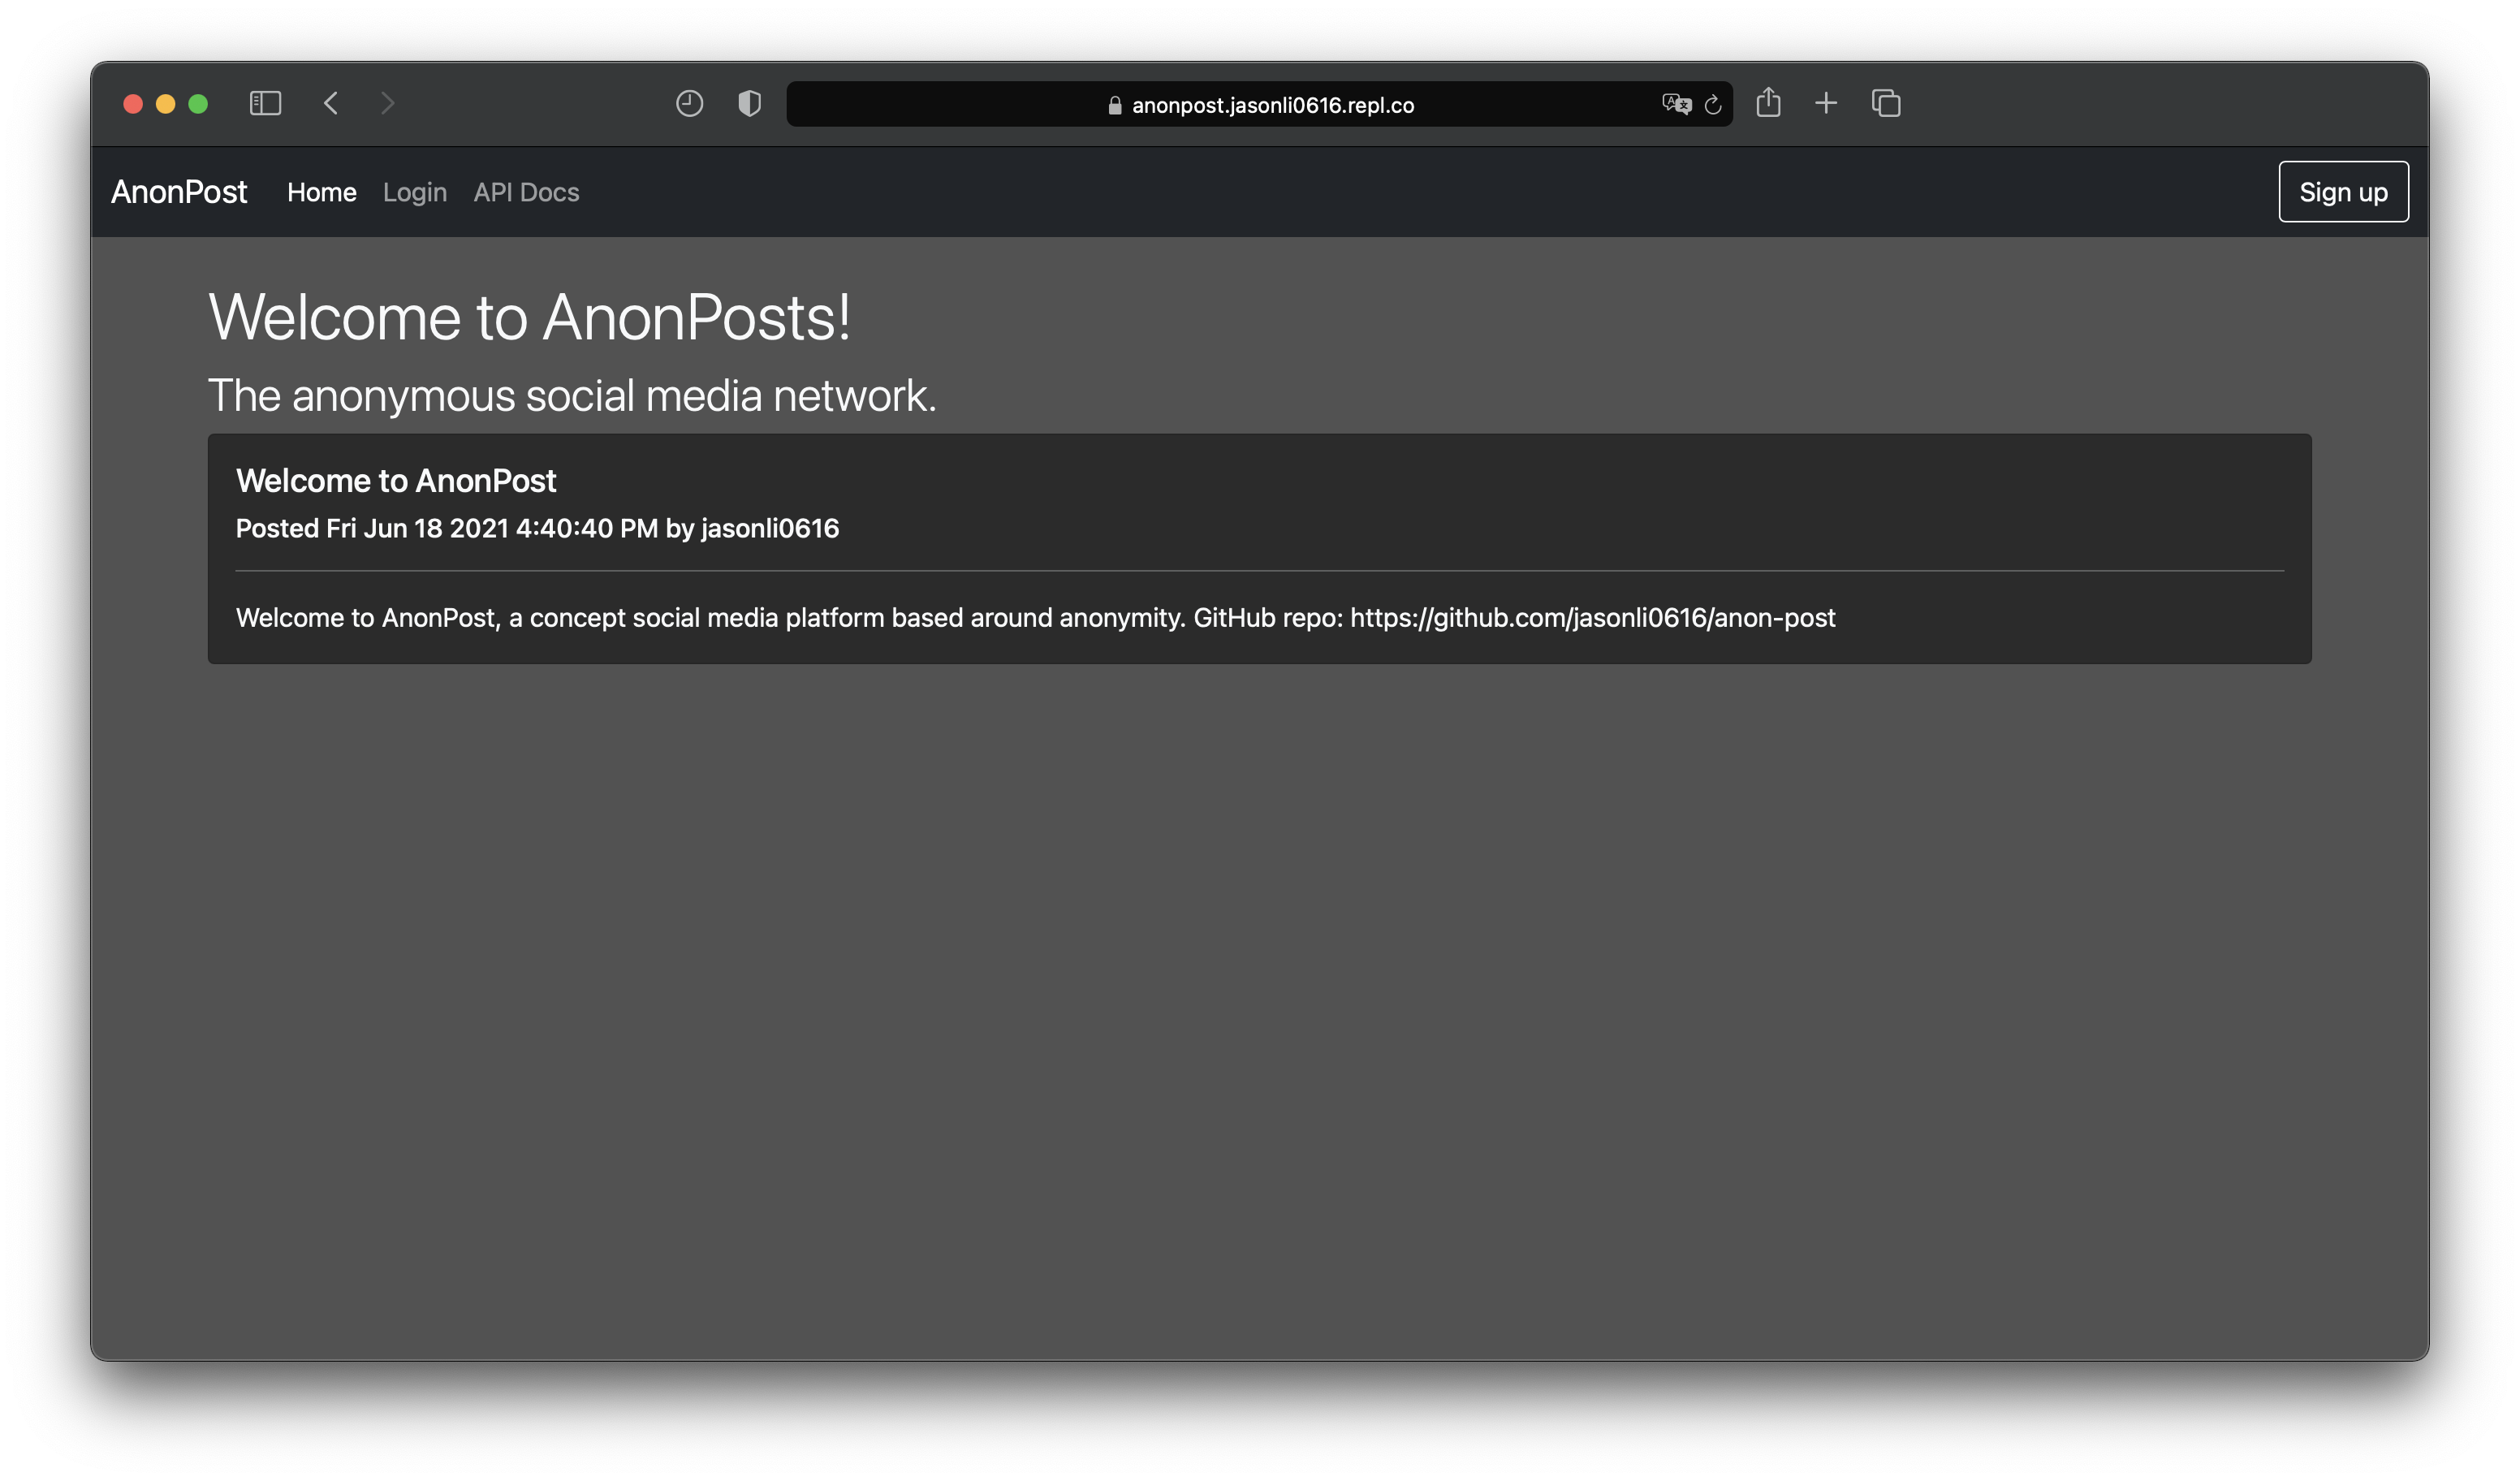 anonpost.jasonli0616.repl.co
AnonPost Home Login API Docs Sign up
Welcome to AnonPosts!
The anonymous social media network.
Welcome to AnonPost
Posted Fri Jun 18 2021 4:40:40 PM by jasonli0616
Welcome to AnonPost, a concept social media platform based around anonymity. GitHub repo: https://github.com/jasonli0616/anon-post